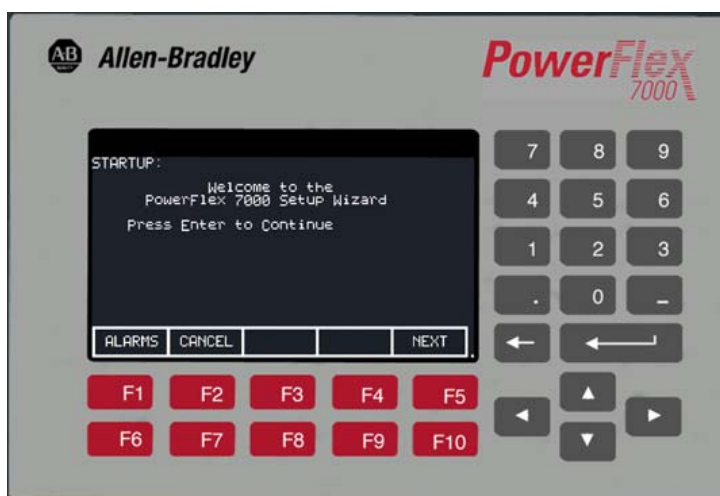 AB
QUALITY
Allen-Bradley
PowerFlex
7000
STARTUP:
Welcome to the
PowerFlex 7000 Setup Wizard
Press Enter to Continue
ALARMS CANCEL NEXT
F1 F2 F3 F4 F5
F6 F7 F8 F9 F10
7 8 9
4 5 6
1 2 3
. 0 –